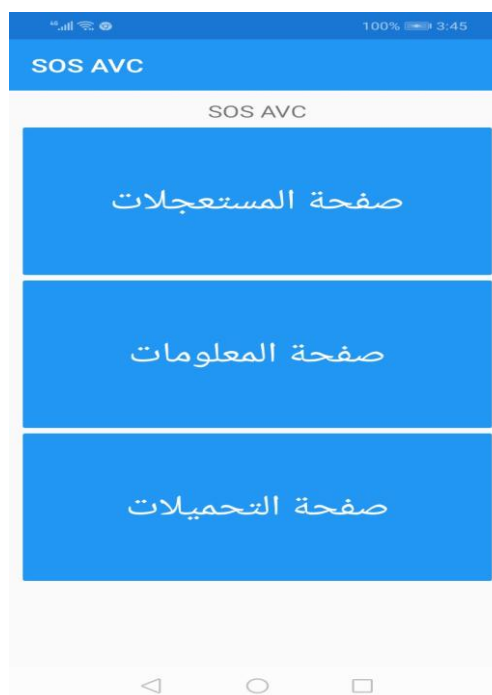 100% 3:45
SOS AVC
SOS AVC
صفحة المستعجلات
صفحة المعلومات
صفحة التحميلات